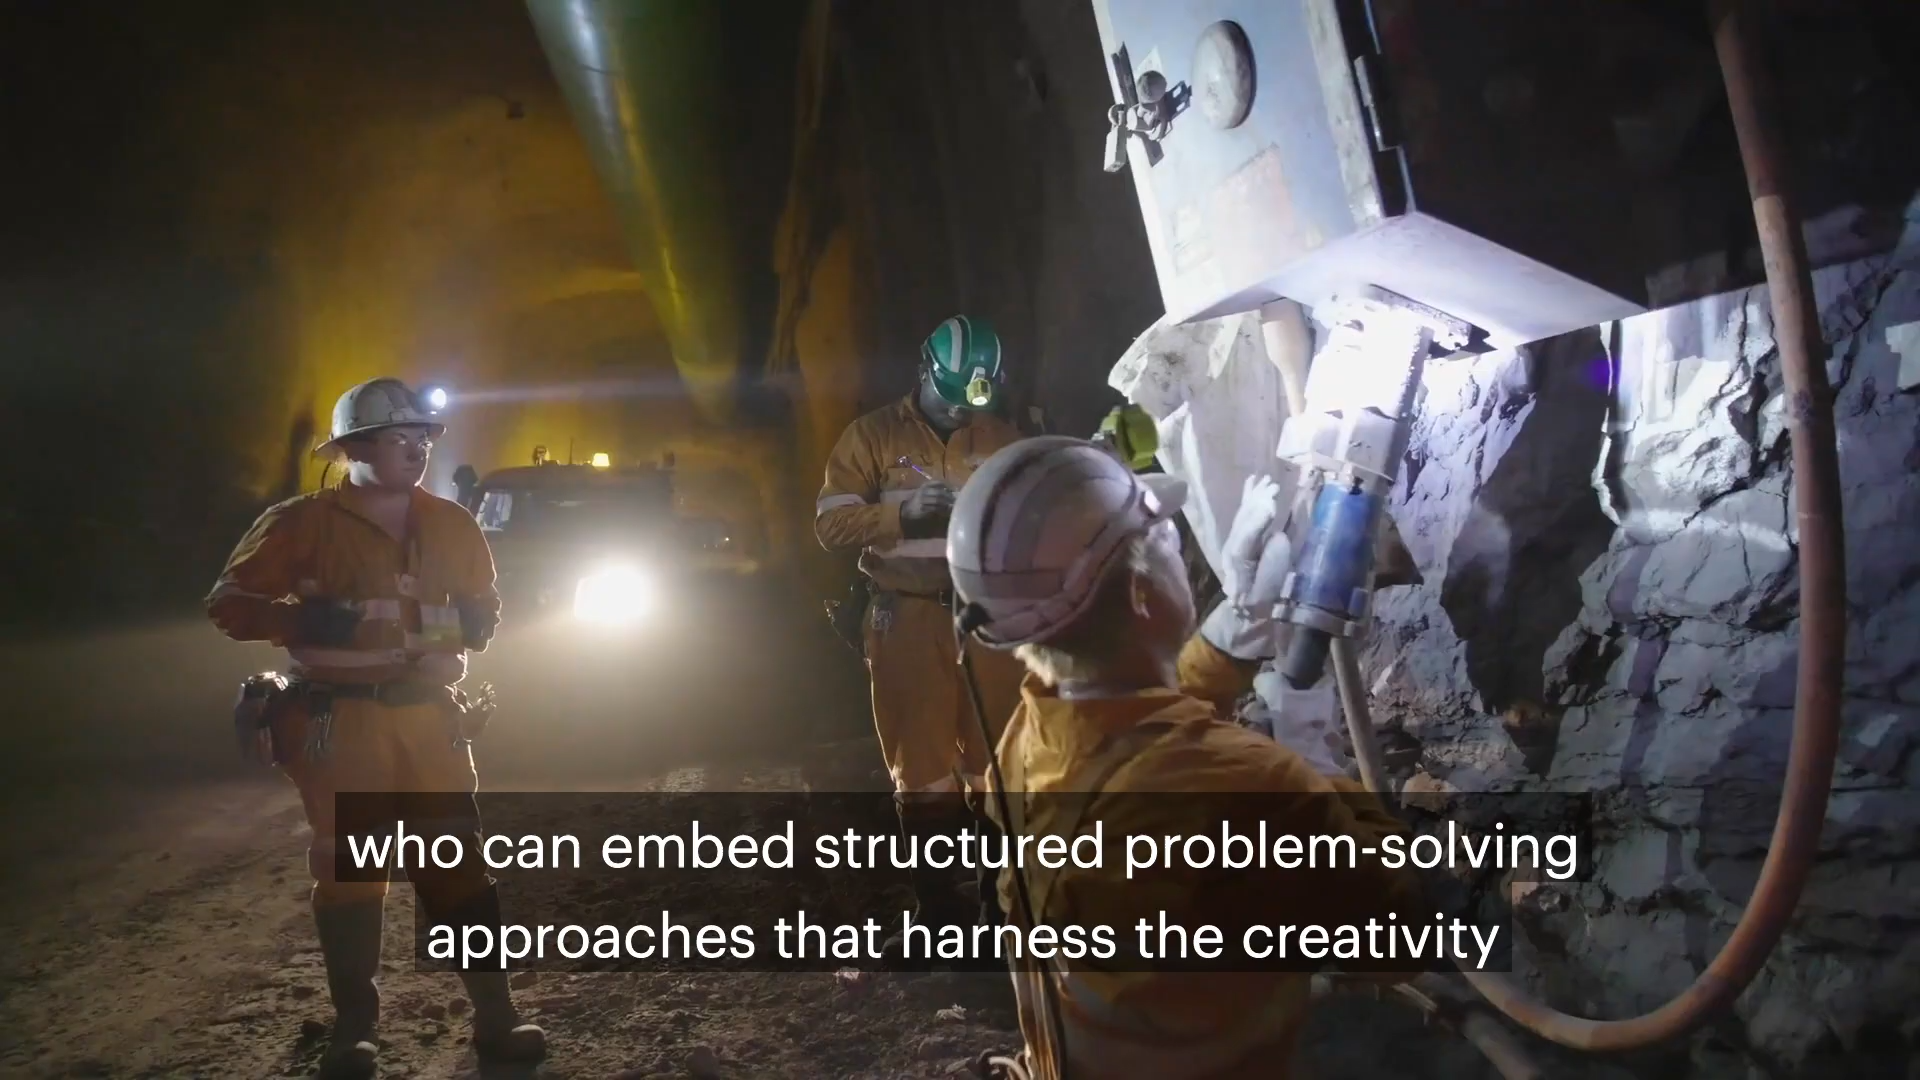 who can embed structured problem-solving
approaches that harness the creativity